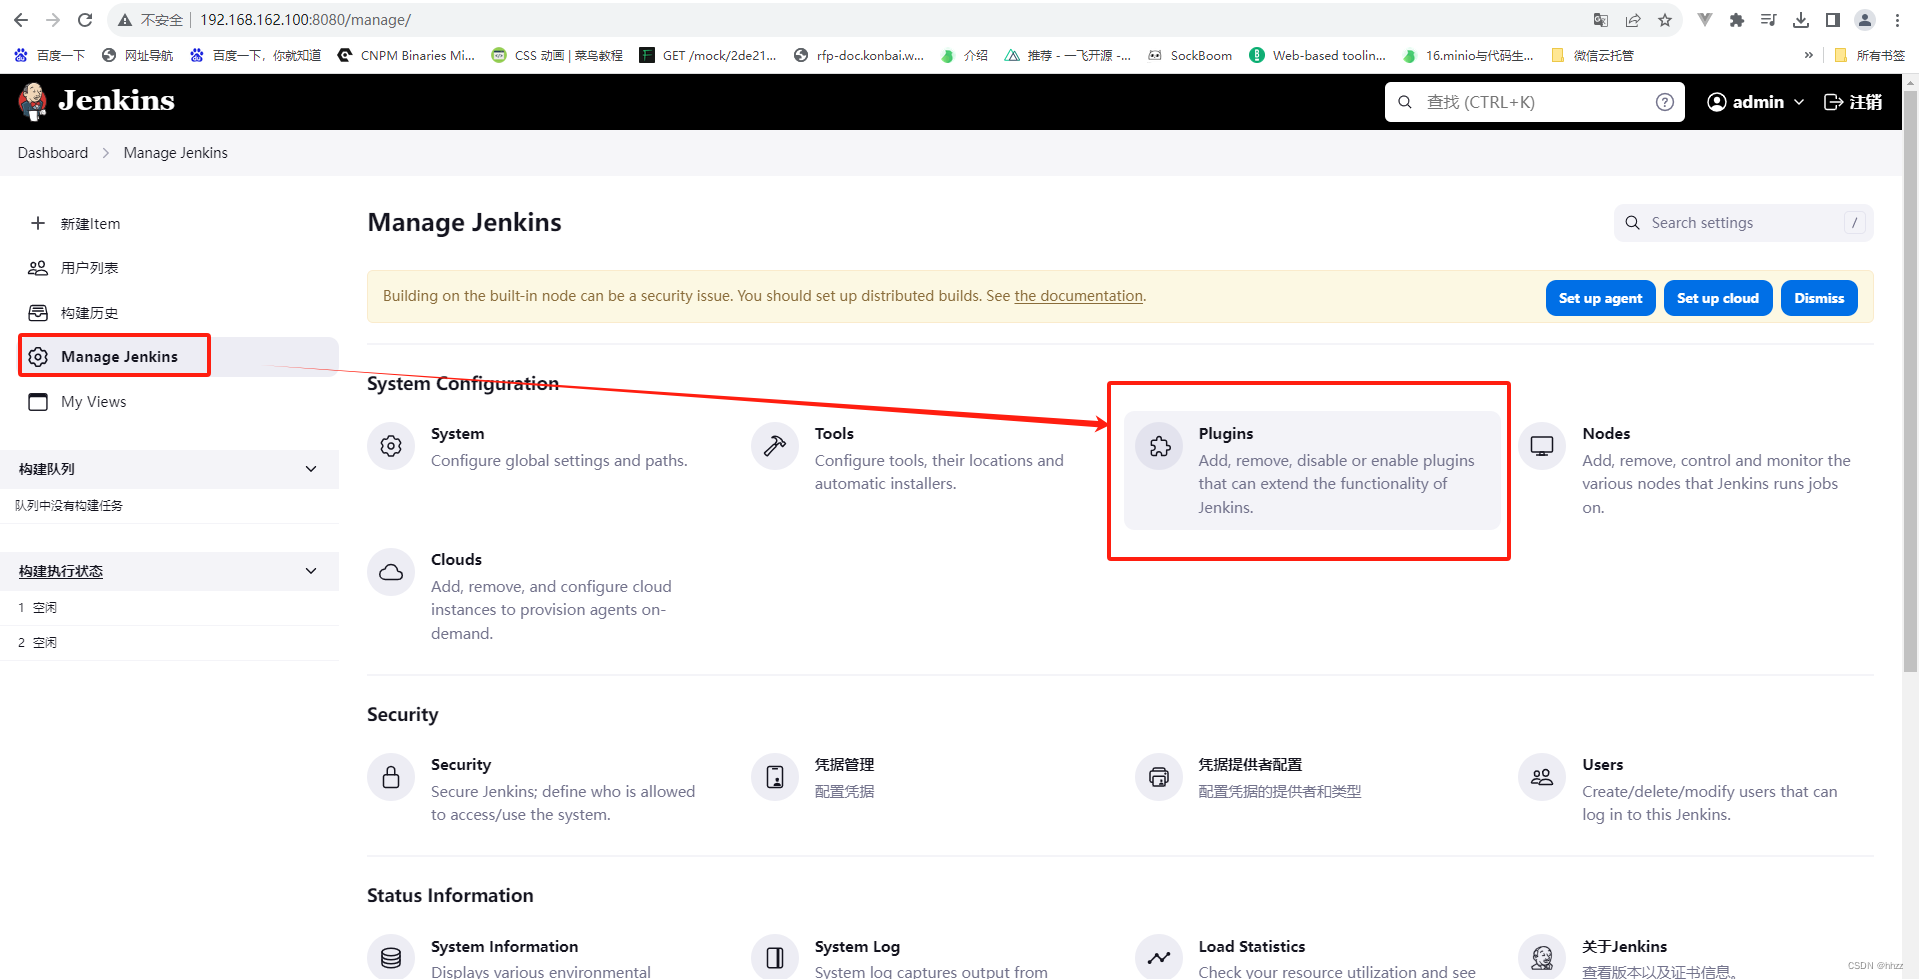 不安全 192.168.162.100:8080/manage/
百度一下 网址导航 百度一下，你就知道 CNPM Binaries Mi... CSS 动画 | 菜鸟教程 GET /mock/2de21... rfp-doc.konbai.w... 介绍 推荐 - 一飞开源 -... SockBoom Web-based toolin... 16.minio与代码生... 微信云托管 » 所有书签
Jenkins 查找 (CTRL+K) admin 注销
Dashboard Manage Jenkins
新建Item
用户列表
构建历史
Manage Jenkins
My Views
构建队列
队列中没有构建任务
构建执行状态
1 空闲
2 空闲
Manage Jenkins
Search settings /
Building on the built-in node can be a security issue. You should set up distributed builds. See the documentation.
Set up agent Set up cloud Dismiss
System Configuration
System
Configure global settings and paths.
Tools
Configure tools, their locations and
automatic installers.
Plugins
Add, remove, disable or enable plugins
that can extend the functionality of
Jenkins.
Nodes
Add, remove, control and monitor the
various nodes that Jenkins runs jobs
on.
Clouds
Add, remove, and configure cloud
instances to provision agents on-
demand.
Security
Security
Secure Jenkins; define who is allowed
to access/use the system.
凭据管理
配置凭据
凭据提供者配置
配置凭据的提供者和类型
Users
Create/delete/modify users that can
log in to this Jenkins.
Status Information
System Information
Displays various environmental
System Log
System log captures output from
Load Statistics
Check your resource utilization and see
关于Jenkins
查看版本以及证书信息。
CSDN @hhzz